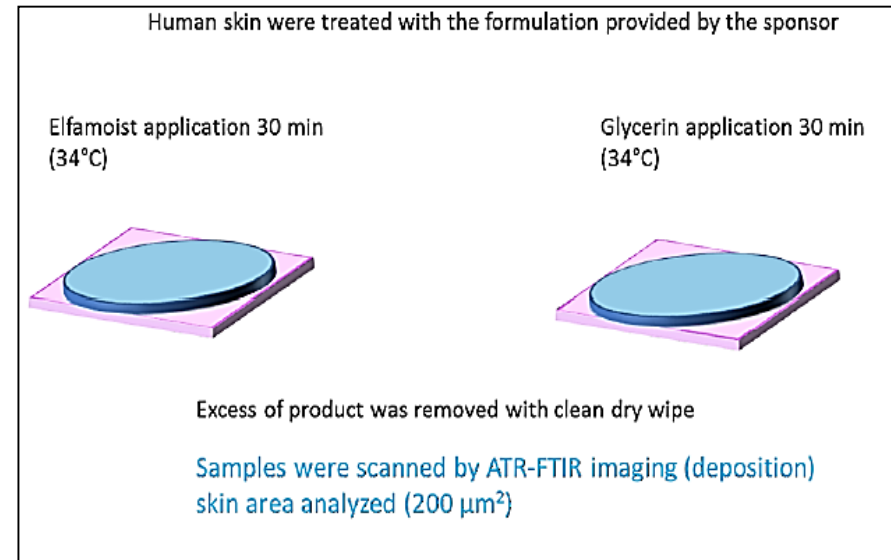 Human skin were treated with the formulation provided by the sponsor
Elfamoist application 30 min
(34°C)
Glycerin application 30 min
(34°C)
Excess of product was removed with clean dry wipe
Samples were scanned by ATR-FTIR imaging (deposition)
skin area analyzed (200 µm²)